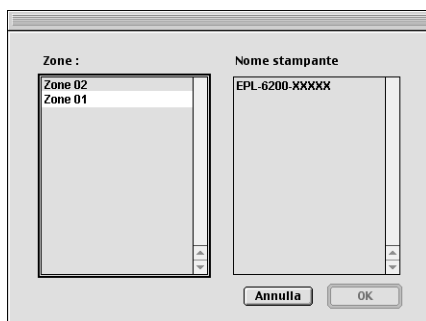 Zone :
Zone 02
Zone 01
Nome stampante
EPL-6200-XXXXX
Annulla
OK